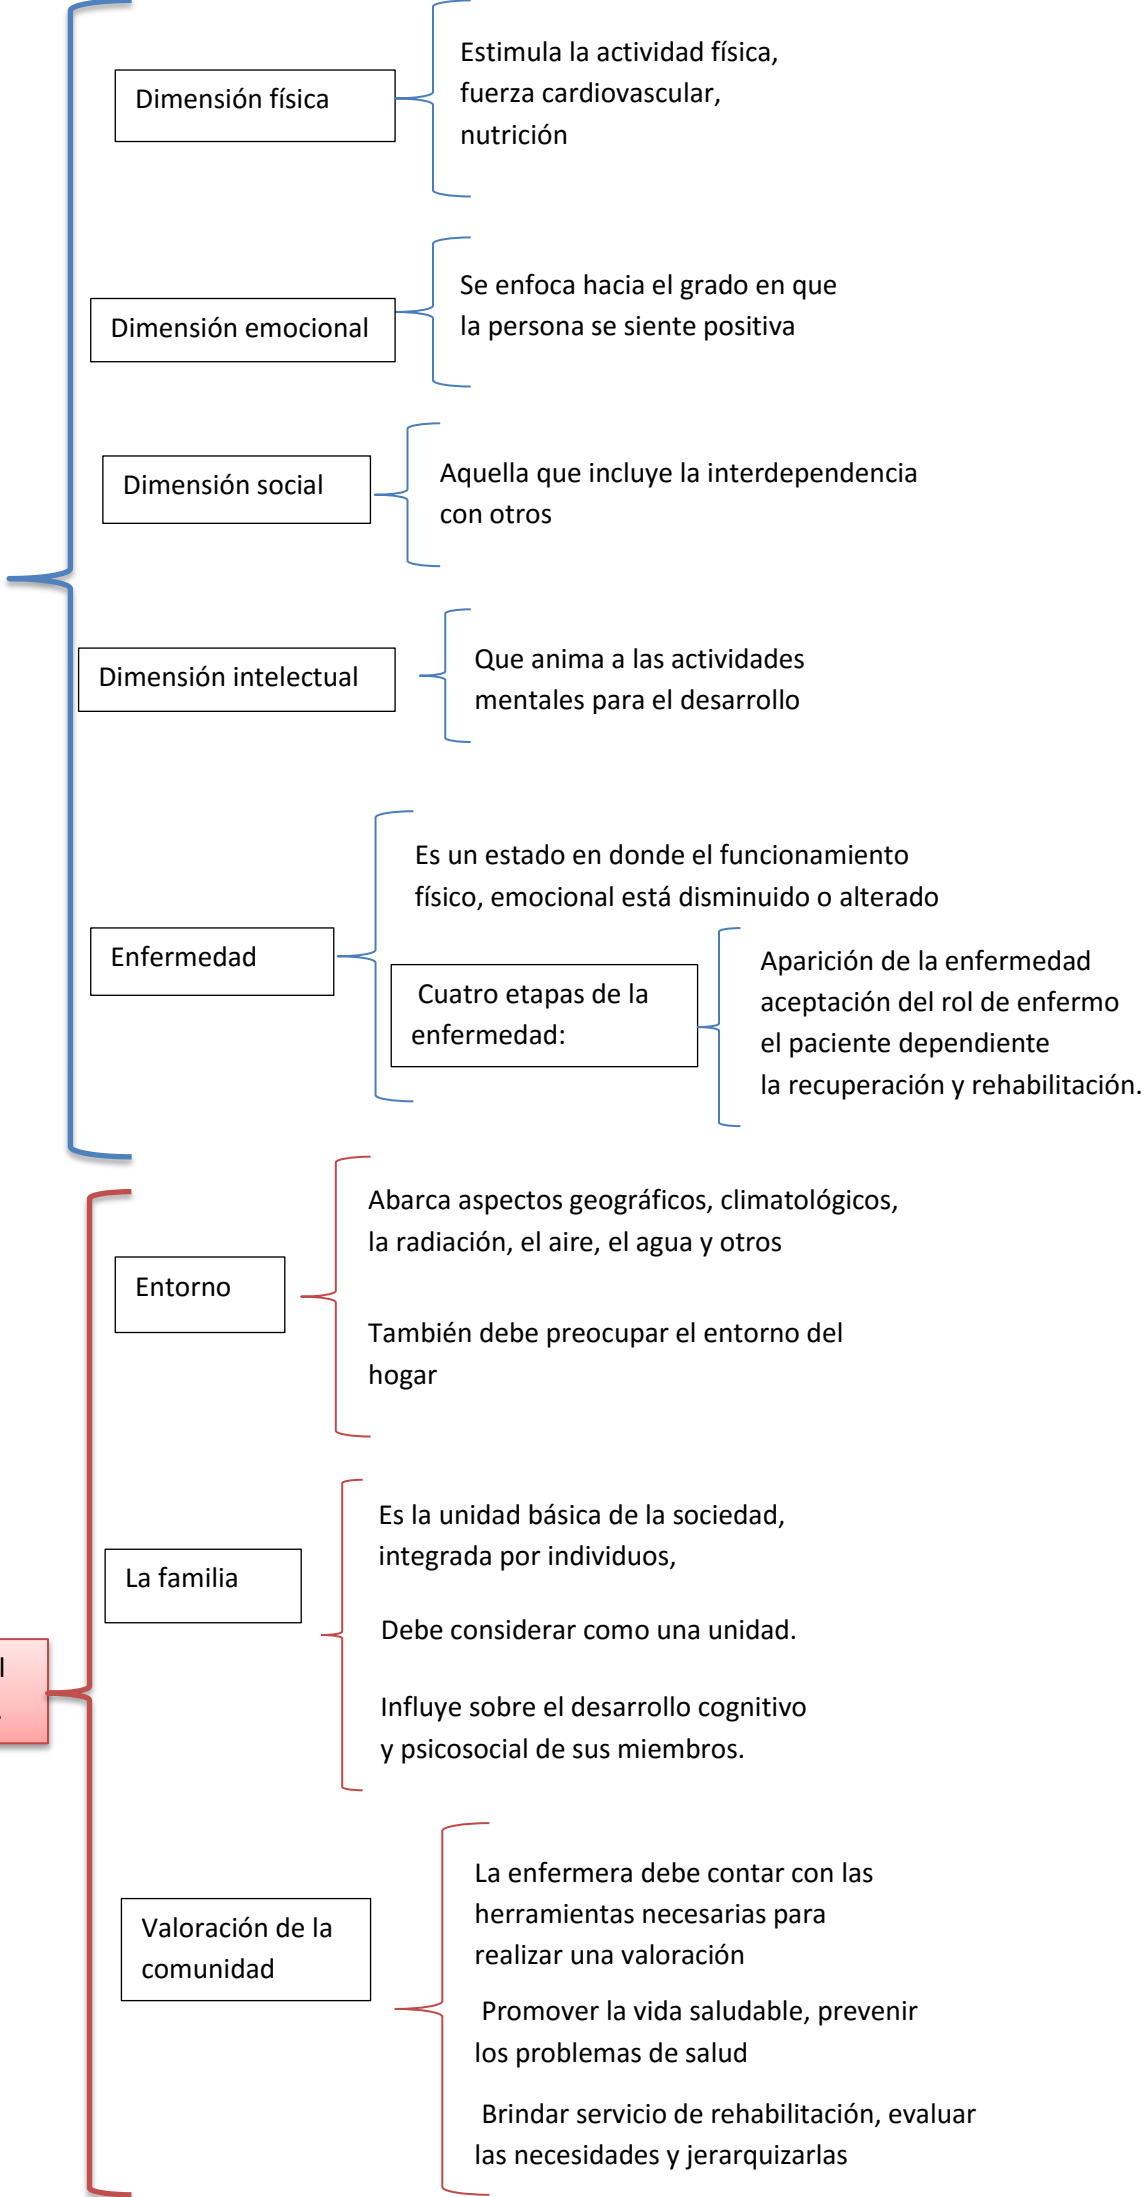 Dimensión física
Estimula la actividad física,
fuerza cardiovascular,
nutrición
Dimensión emocional
Se enfoca hacia el grado en que
la persona se siente positiva
Dimensión social
Aquella que incluye la interdependencia
con otros
Dimensión intelectual
Que anima a las actividades
mentales para el desarrollo
Enfermedad
Es un estado en donde el funcionamiento
físico, emocional está disminuido o alterado
Cuatro etapas de la
enfermedad:
Aparición de la enfermedad
aceptación del rol de enfermo
el paciente dependiente
la recuperación y rehabilitación.
Entorno
Abarca aspectos geográficos, climatológicos,
la radiación, el aire, el agua y otros
También debe preocupar el entorno del
hogar
La familia
Es la unidad básica de la sociedad,
integrada por individuos,
Debe considerar como una unidad.
Influye sobre el desarrollo cognitivo
y psicosocial de sus miembros.
Valoración de la
comunidad
La enfermera debe contar con las
herramientas necesarias para
realizar una valoración
Promover la vida saludable, prevenir
los problemas de salud
Brindar servicio de rehabilitación, evaluar
las necesidades y jerarquizarlas